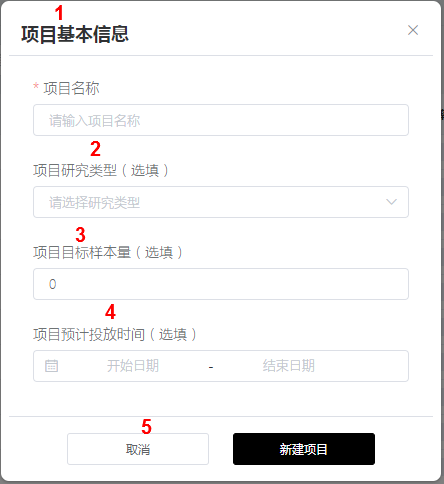 1
项目基本信息
* 项目名称
请输入项目名称
2
项目研究类型（选填）
请选择研究类型
3
项目目标样本量（选填）
0
4
项目预计投放时间（选填）
开始日期 - 结束日期
5
取消 新建项目